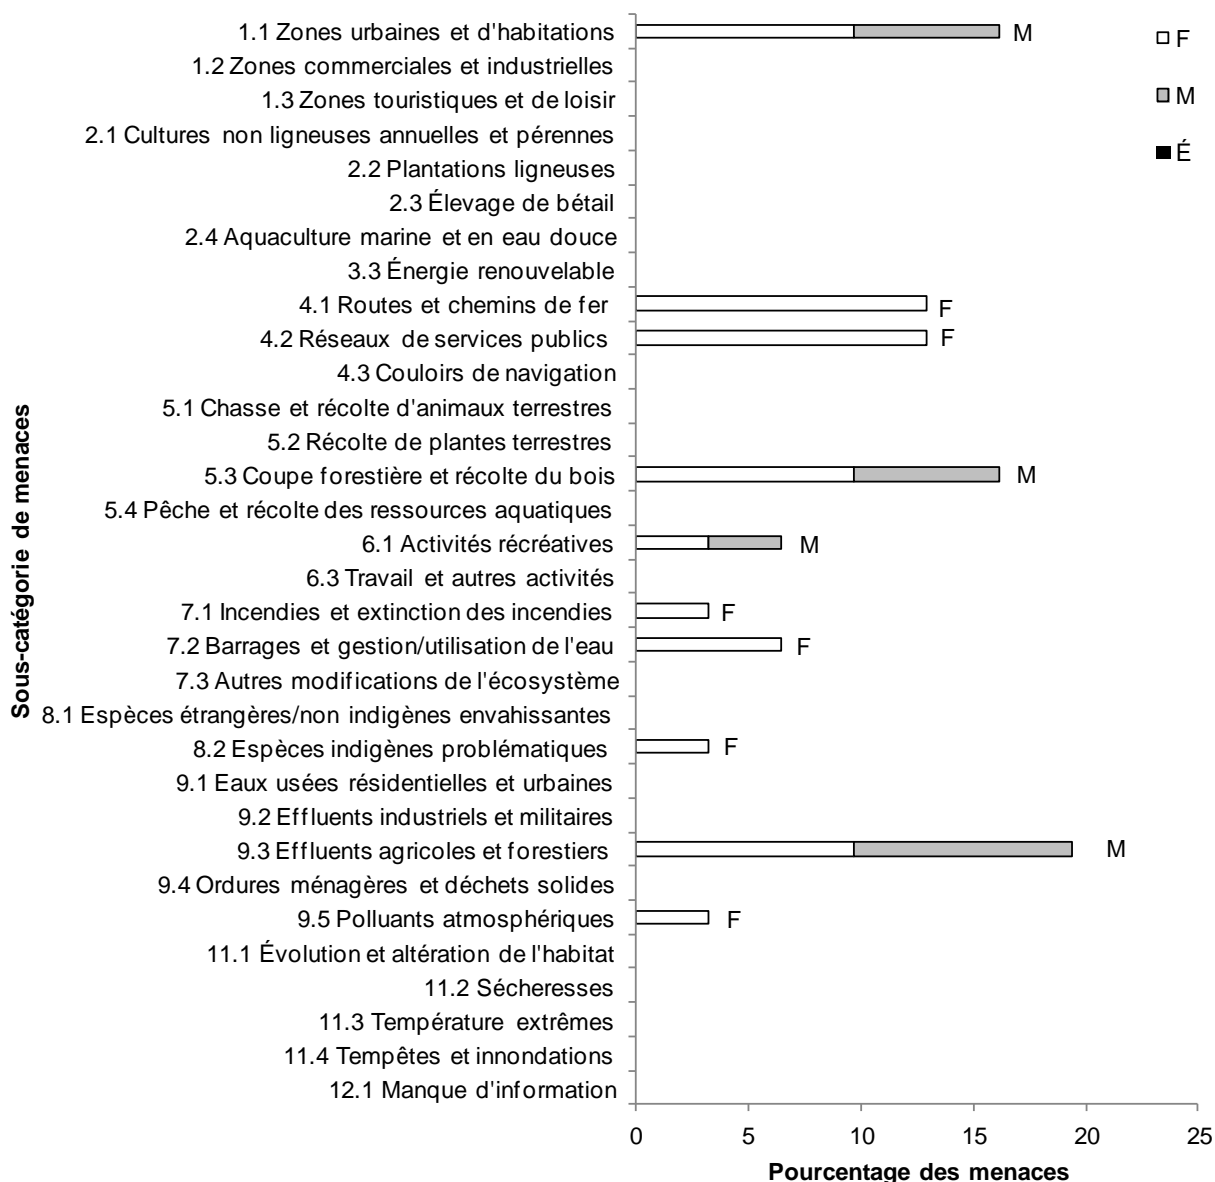 1.1 Zones urbaines et d'habitations M
F
1.2 Zones commerciales et industrielles
1.3 Zones touristiques et de loisir
M
2.1 Cultures non ligneuses annuelles et pérennes
É
2.2 Plantations ligneuses
2.3 Élevage de bétail
2.4 Aquaculture marine et en eau douce
3.3 Énergie renouvelable
4.1 Routes et chemins de fer F
4.2 Réseaux de services publics F
4.3 Couloirs de navigation
5.1 Chasse et récolte d'animaux terrestres
5.2 Récolte de plantes terrestres
5.3 Coupe forestière et récolte du bois M
5.4 Pêche et récolte des ressources aquatiques
6.1 Activités récréatives M
6.3 Travail et autres activités
7.1 Incendies et extinction des incendies F
7.2 Barrages et gestion/utilisation de l'eau F
7.3 Autres modifications de l'écosystème
8.1 Espèces étrangères/non indigènes envahissantes
8.2 Espèces indigènes problématiques F
9.1 Eaux usées résidentielles et urbaines
9.2 Effluents industriels et militaires
9.3 Effluents agricoles et forestiers M
9.4 Ordures ménagères et déchets solides
9.5 Polluants atmosphériques F
11.1 Évolution et altération de l'habitat
11.2 Sécheresses
11.3 Température extrêmes
11.4 Tempêtes et innondations
12.1 Manque d'information
Sous-catégorie de menaces
0 5 10 15 20 25
Pourcentage des menaces